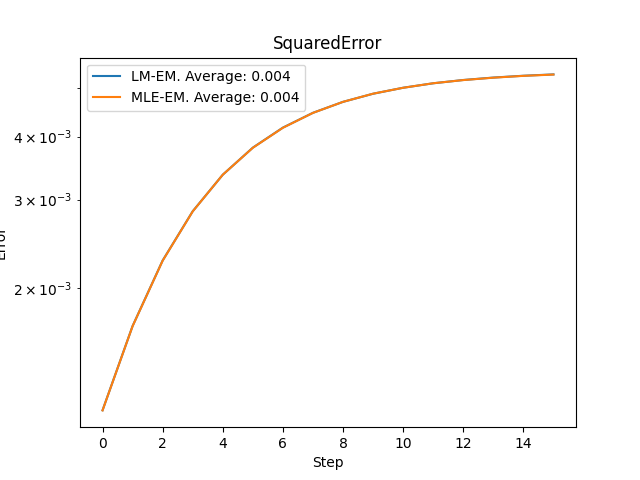 SquaredError
LM-EM. Average: 0.004
MLE-EM. Average: 0.004
4 × 10⁻³
3 × 10⁻³
2 × 10⁻³
Error
0 2 4 6 8 10 12 14
Step